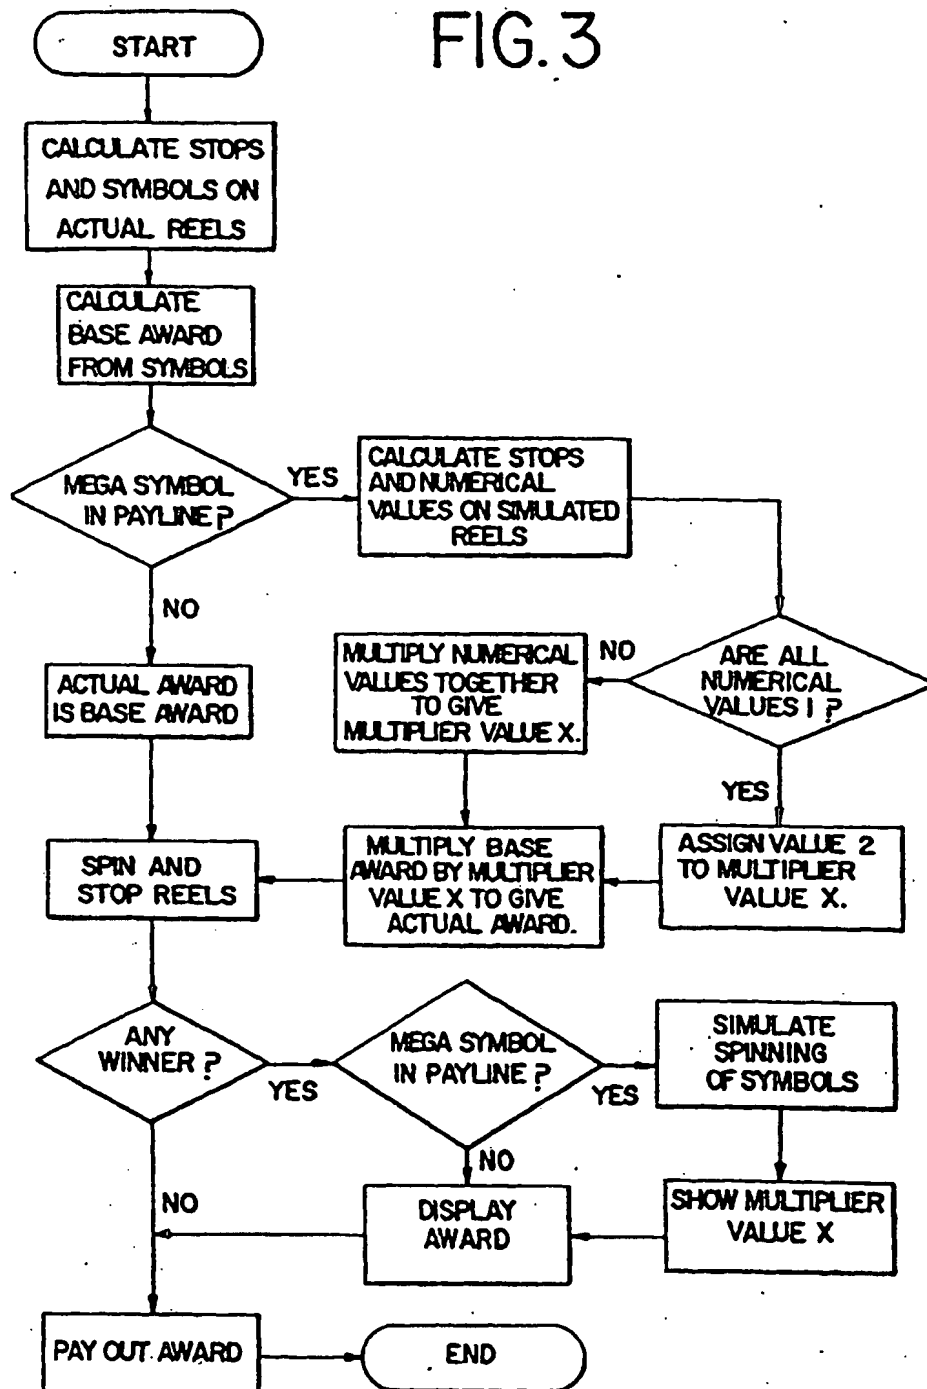 FIG. 3
START
CALCULATE STOPS
AND SYMBOLS ON
ACTUAL REELS
CALCULATE
BASE AWARD
FROM SYMBOLS
MEGA SYMBOL
IN PAYLINE?
YES
CALCULATE STOPS
AND NUMERICAL
VALUES ON SIMULATED
REELS
NO
ARE ALL
NUMERICAL
VALUES 1?
NO
MULTIPLY NUMERICAL
VALUES TOGETHER
TO GIVE
MULTIPLIER VALUE X.
ACTUAL AWARD
IS BASE AWARD
YES
ASSIGN VALUE 2
TO MULTIPLIER
VALUE X.
MULTIPLY BASE
AWARD BY MULTIPLIER
VALUE X TO GIVE
ACTUAL AWARD.
SPIN AND
STOP REELS
ANY
WINNER?
YES
MEGA SYMBOL
IN PAYLINE?
YES
SIMULATE
SPINNING
OF SYMBOLS
NO
NO
SHOW MULTIPLIER
VALUE X
DISPLAY
AWARD
PAY OUT AWARD
END